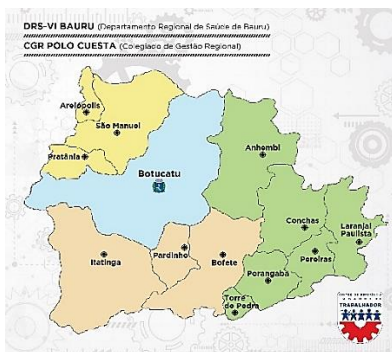 DRS-VI BAURU (Departamento Regional de Saúde de Bauru)
CGR POLO CUESTA (Colegiado de Gestão Regional)
Areiópolis
São Manuel
Pratânia
Anhembi
Botucatu
Conchas
Laranjal
Paulista
Itatinga
Pardinho
Bofete
Pereiras
Porangaba
Torre
de Pedra
TRABALHADOR